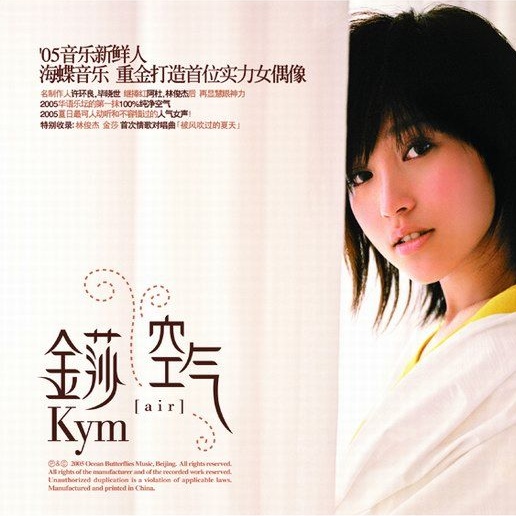 '05音乐新鲜人
海蝶音乐 重金打造首位实力女偶像
名制作人许环良,毕晓世 继捧红阿杜,林俊杰后 再显慧眼神力
2005华语乐坛的第一抹100%纯净空气
2005夏日最可人动听和不容错过的人气女声!
特别收录:林俊杰 金莎 首次情歌对唱曲「被风吹过的夏天」
金莎 空气
Kym [air]
Ⓟ&© 2005 Ocean Butterflies Music, Beijing. All rights reserved.
All rights of the manufacturer and of the recorded work reserved.
Unauthorized duplication is a violation of applicable laws.
Manufactured and printed in China.